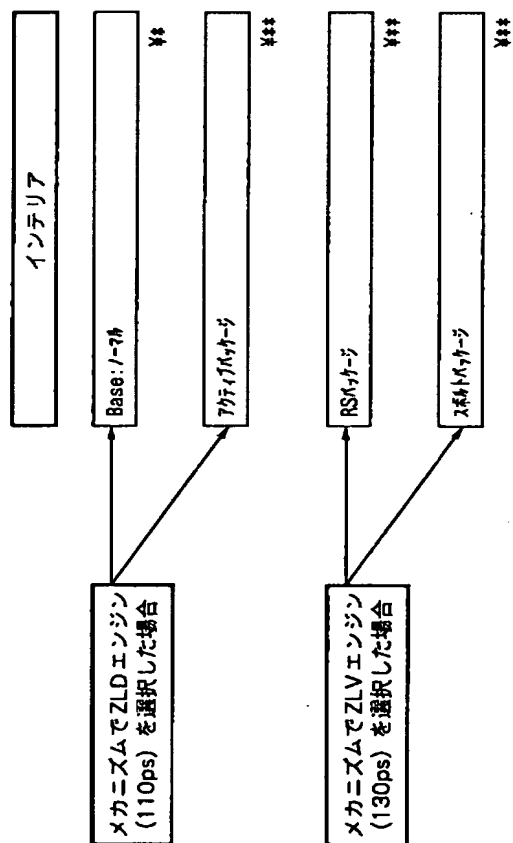 インテリア
メカニズムでZLDエンジン
(110ps) を選択した場合
Base:ノーマル
¥**
アクティブパッケージ
¥***
メカニズムでZLVエンジン
(130ps) を選択した場合
RSパッケージ
¥***
スポルトパッケージ
¥***